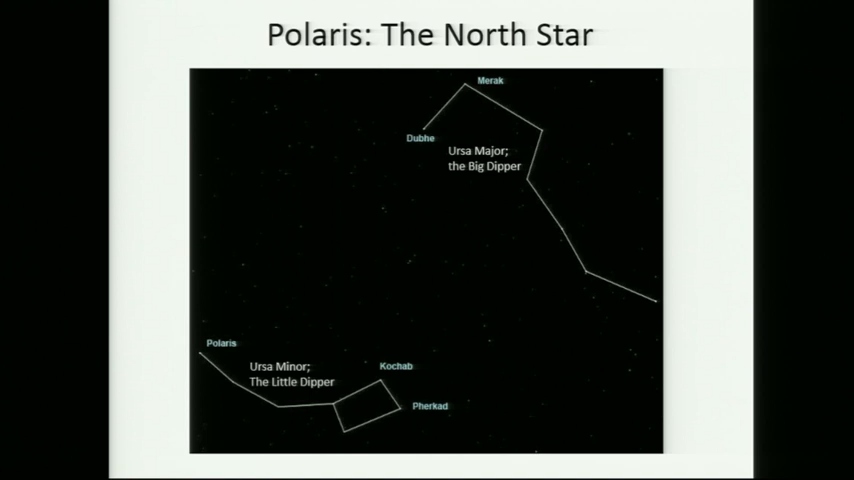 Polaris: The North Star
Merak
Dubhe
Ursa Major;
the Big Dipper
Polaris
Ursa Minor;
The Little Dipper
Kochab
Pherkad